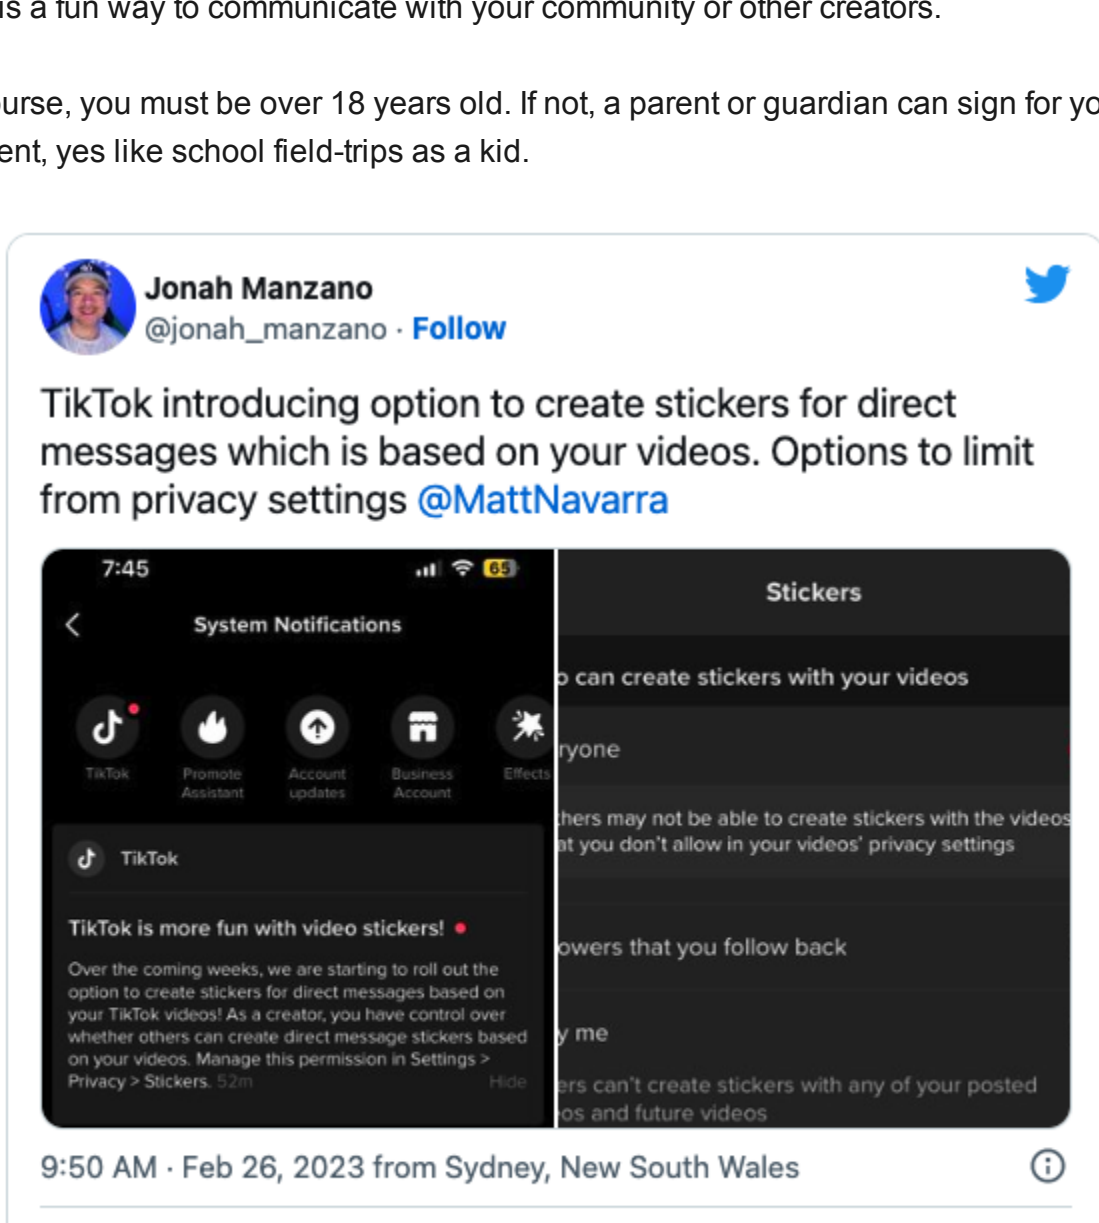 is a fun way to communicate with your community or other creators.
urse, you must be over 18 years old. If not, a parent or guardian can sign for yo
ent, yes like school field-trips as a kid.
Jonah Manzano
@jonah_manzano · Follow
TikTok introducing option to create stickers for direct
messages which is based on your videos. Options to limit
from privacy settings @MattNavarra
7:45
65
System Notifications
TikTok
Promote
Assistant
Account
updates
Business
Account
Effects
TikTok
TikTok is more fun with video stickers!
Over the coming weeks, we are starting to roll out the
option to create stickers for direct messages based on
your TikTok videos! As a creator, you have control over
whether others can create direct message stickers based
on your videos. Manage this permission in Settings >
Privacy > Stickers. 52m
Hide
Stickers
o can create stickers with your videos
ryone
hers may not be able to create stickers with the videos
at you don't allow in your videos' privacy settings
owers that you follow back
y me
ers can't create stickers with any of your posted
os and future videos
9:50 AM · Feb 26, 2023 from Sydney, New South Wales